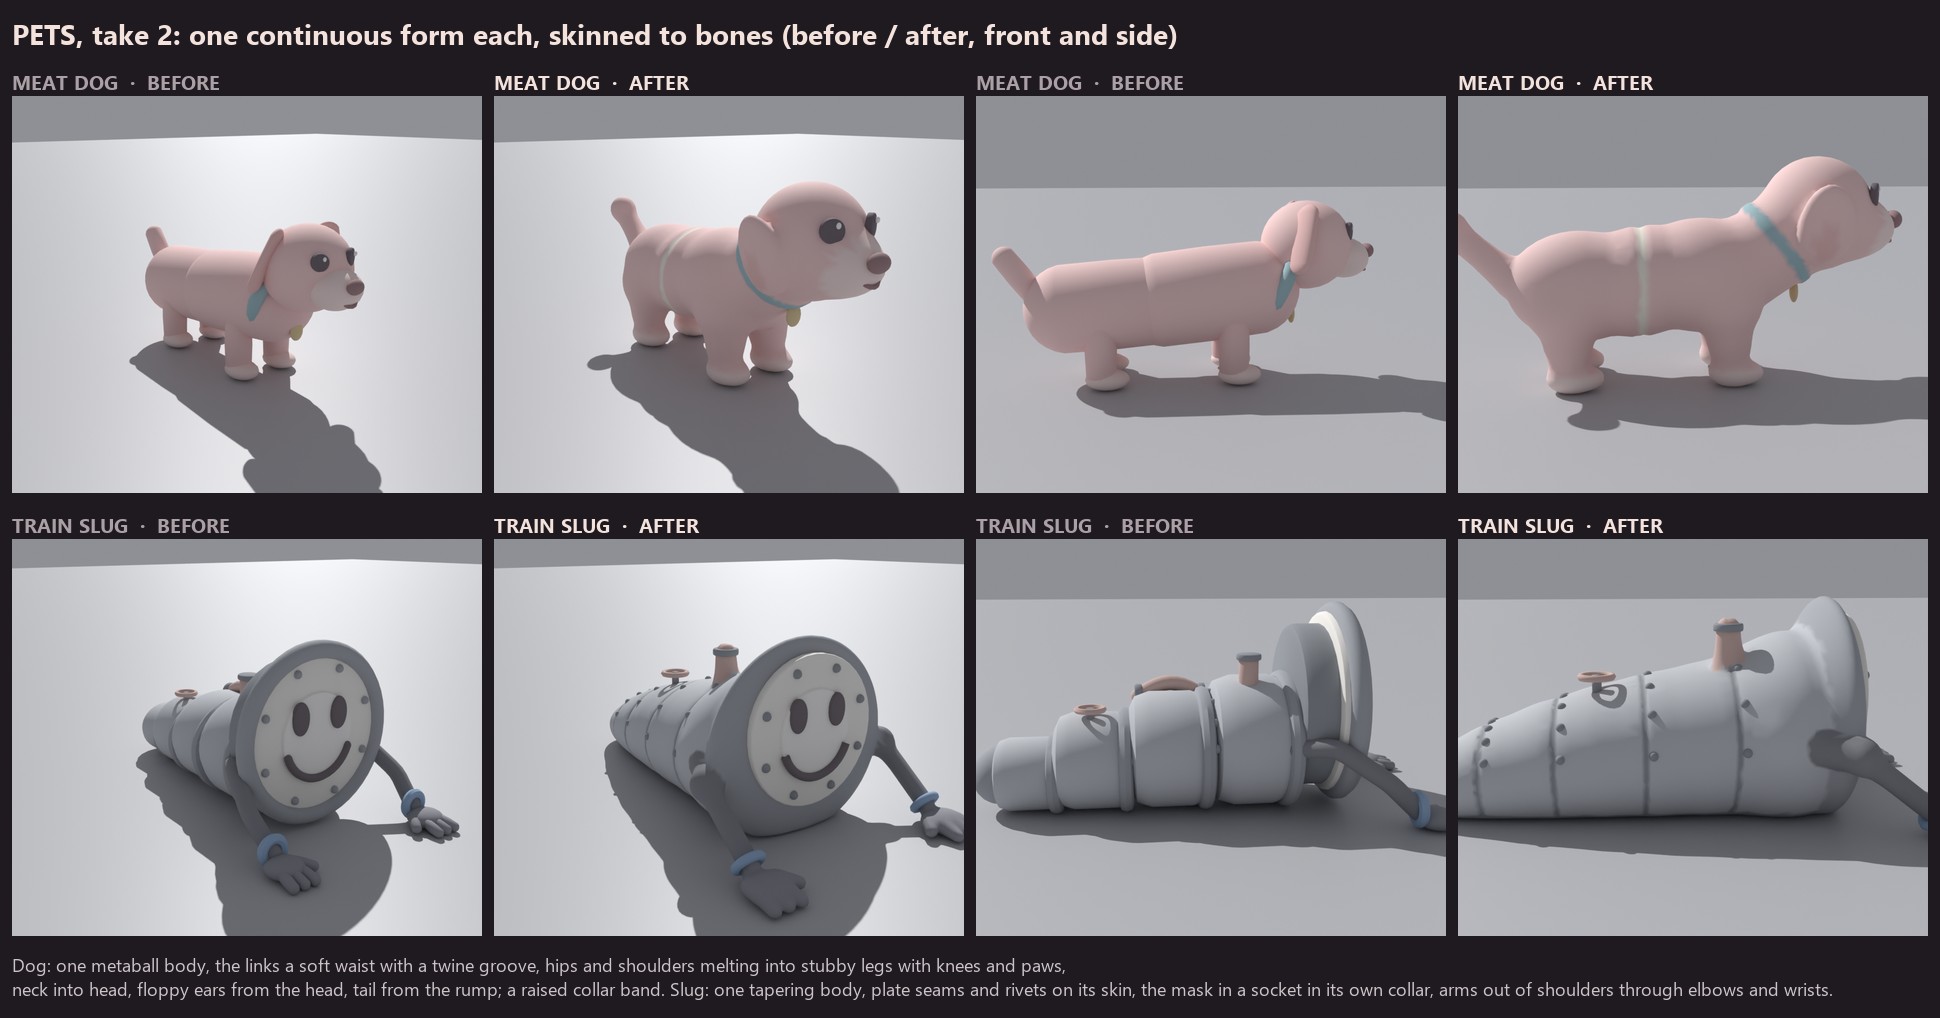 PETS, take 2: one continuous form each, skinned to bones (before / after, front and side)
MEAT DOG · BEFORE
MEAT DOG · AFTER
MEAT DOG · BEFORE
MEAT DOG · AFTER
TRAIN SLUG · BEFORE
TRAIN SLUG · AFTER
TRAIN SLUG · BEFORE
TRAIN SLUG · AFTER
Dog: one metaball body, the links a soft waist with a twine groove, hips and shoulders melting into stubby legs with knees and paws,
neck into head, floppy ears from the head, tail from the rump; a raised collar band. Slug: one tapering body, plate seams and rivets on its skin, the mask in a socket in its own collar, arms out of shoulders through elbows and wrists.